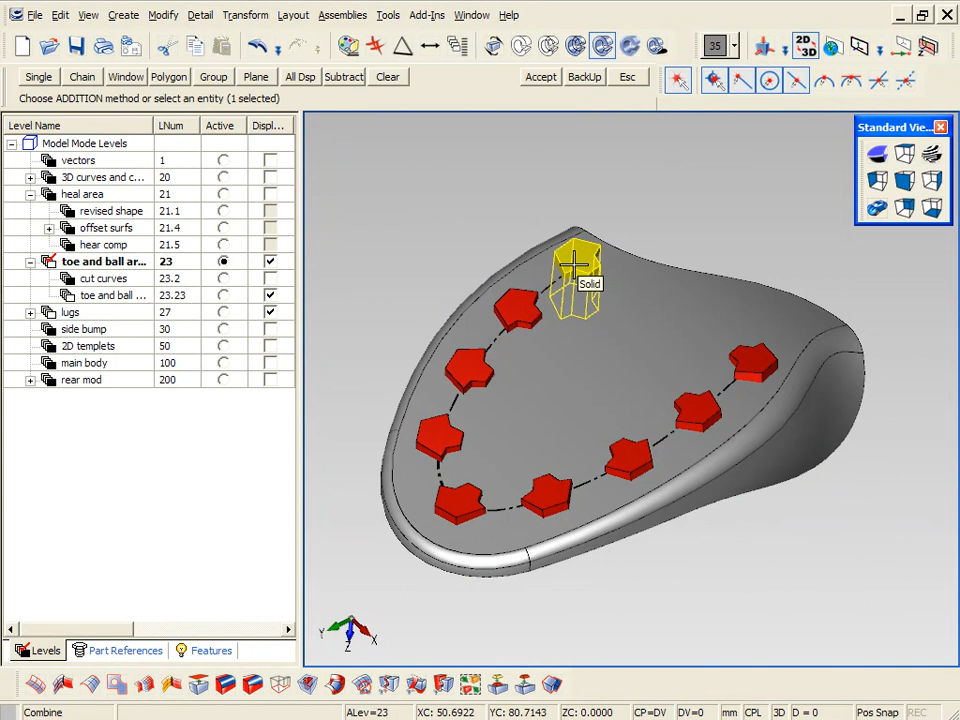 File Edit View Create Modify Detail Transform Layout Assemblies Tools Add-Ins Window Help
35 2D 3D
Single Chain Window Polygon Group Plane All Dsp Subtract Clear Accept BackUp Esc
Choose ADDITION method or select an entity (1 selected)
Level Name LNum Active Displ...
Standard Vie...
Model Mode Levels
vectors 1
3D curves and c... 20
heal area 21
revised shape 21.1
offset surfs 21.4
hear comp 21.5
toe and ball ar... 23
cut curves 23.2
toe and ball ... 23.23
lugs 27
side bump 30
2D templets 50
main body 100
rear mod 200
Solid
Y
Z
X
Levels Part References Features
Combine ALev=23 XC: 50.6922 YC: 80.7143 ZC: 0.0000 CP=DV DV=0 mm CPL 3D D = 0 Pos Snap REC